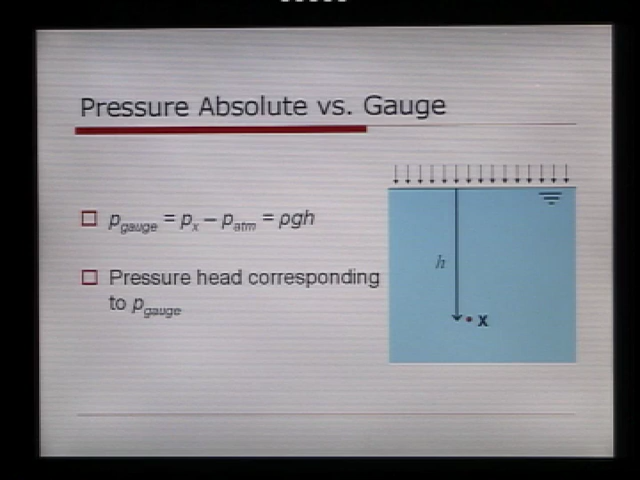 Pressure Absolute vs. Gauge
p_gauge = p_x – p_atm = ρgh
Pressure head corresponding
to p_gauge
h
x